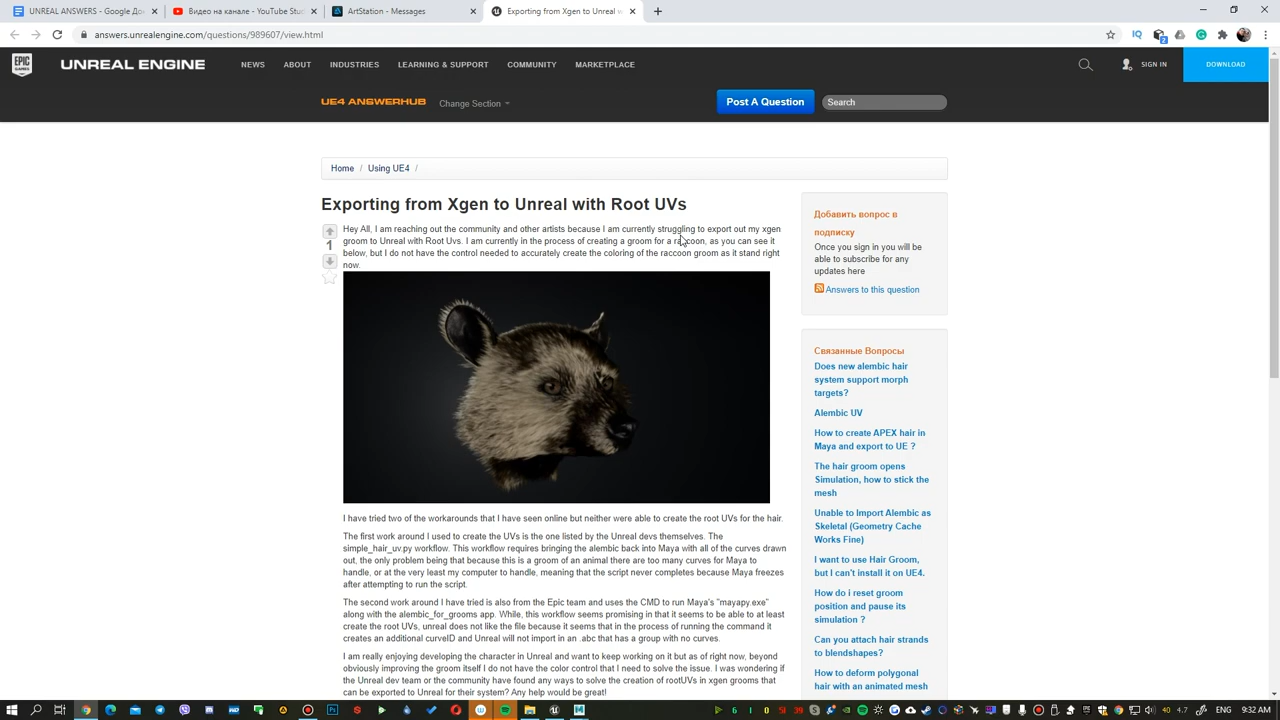 UNREAL ANSWERS - Google До
Видео на канале - YouTube Stud
ArtStation - Messages
Exporting from Xgen to Unreal w
answers.unrealengine.com/questions/989607/view.html
UNREAL ENGINE
NEWS
ABOUT
INDUSTRIES
LEARNING & SUPPORT
COMMUNITY
MARKETPLACE
SIGN IN
DOWNLOAD
EPIC GAMES
UE4 ANSWERHUB
Change Section
Post A Question
Search
Home / Using UE4 /
Exporting from Xgen to Unreal with Root UVs
1
Hey All, I am reaching out the community and other artists because I am currently struggling to export out my xgen
groom to Unreal with Root Uvs. I am currently in the process of creating a groom for a raccoon, as you can see it
below, but I do not have the control needed to accurately create the coloring of the raccoon groom as it stand right
now.
I have tried two of the workarounds that I have seen online but neither were able to create the root UVs for the hair.
The first work around I used to create the UVs is the one listed by the Unreal devs themselves. The
simple_hair_uv.py workflow. This workflow requires bringing the alembic back into Maya with all of the curves drawn
out, the only problem being that because this is a groom of an animal there are too many curves for Maya to
handle, or at the very least my computer to handle, meaning that the script never completes because Maya freezes
after attempting to run the script.
The second work around I have tried is also from the Epic team and uses the CMD to run Maya's "mayapy.exe"
along with the alembic_for_grooms app. While, this workflow seems promising in that it seems to be able to at least
create the root UVs, unreal does not like the file because it seems that in the process of running the command it
creates an additional curveID and Unreal will not import in an .abc that has a group with no curves.
I am really enjoying developing the character in Unreal and want to keep working on it but as of right now, beyond
obviously improving the groom itself I do not have the color control that I need to solve the issue. I was wondering if
the Unreal dev team or the community have found any ways to solve the creation of rootUVs in xgen grooms that
can be exported to Unreal for their system? Any help would be great!
Добавить вопрос в
подписку
Once you sign in you will be
able to subscribe for any
updates here
Answers to this question
Связанные Вопросы
Does new alembic hair
system support morph
targets?
Alembic UV
How to create APEX hair in
Maya and export to UE ?
The hair groom opens
Simulation, how to stick the
mesh
Unable to Import Alembic as
Skeletal (Geometry Cache
Works Fine)
I want to use Hair Groom,
but I can't install it on UE4.
How do i reset groom
position and pause its
simulation ?
Can you attach hair strands
to blendshapes?
How to deform polygonal
hair with an animated mesh
ENG 9:32 AM